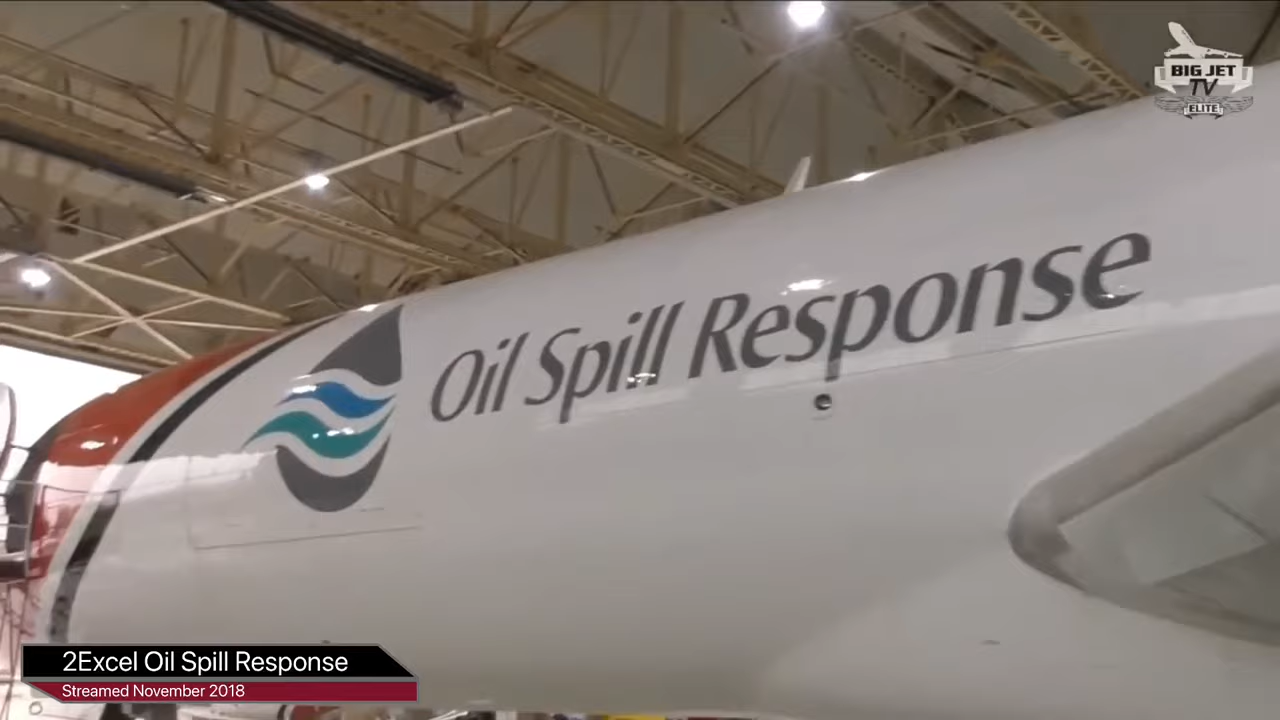 BIG JET
TV
ELITE
Oil Spill Response
2Excel Oil Spill Response
Streamed November 2018